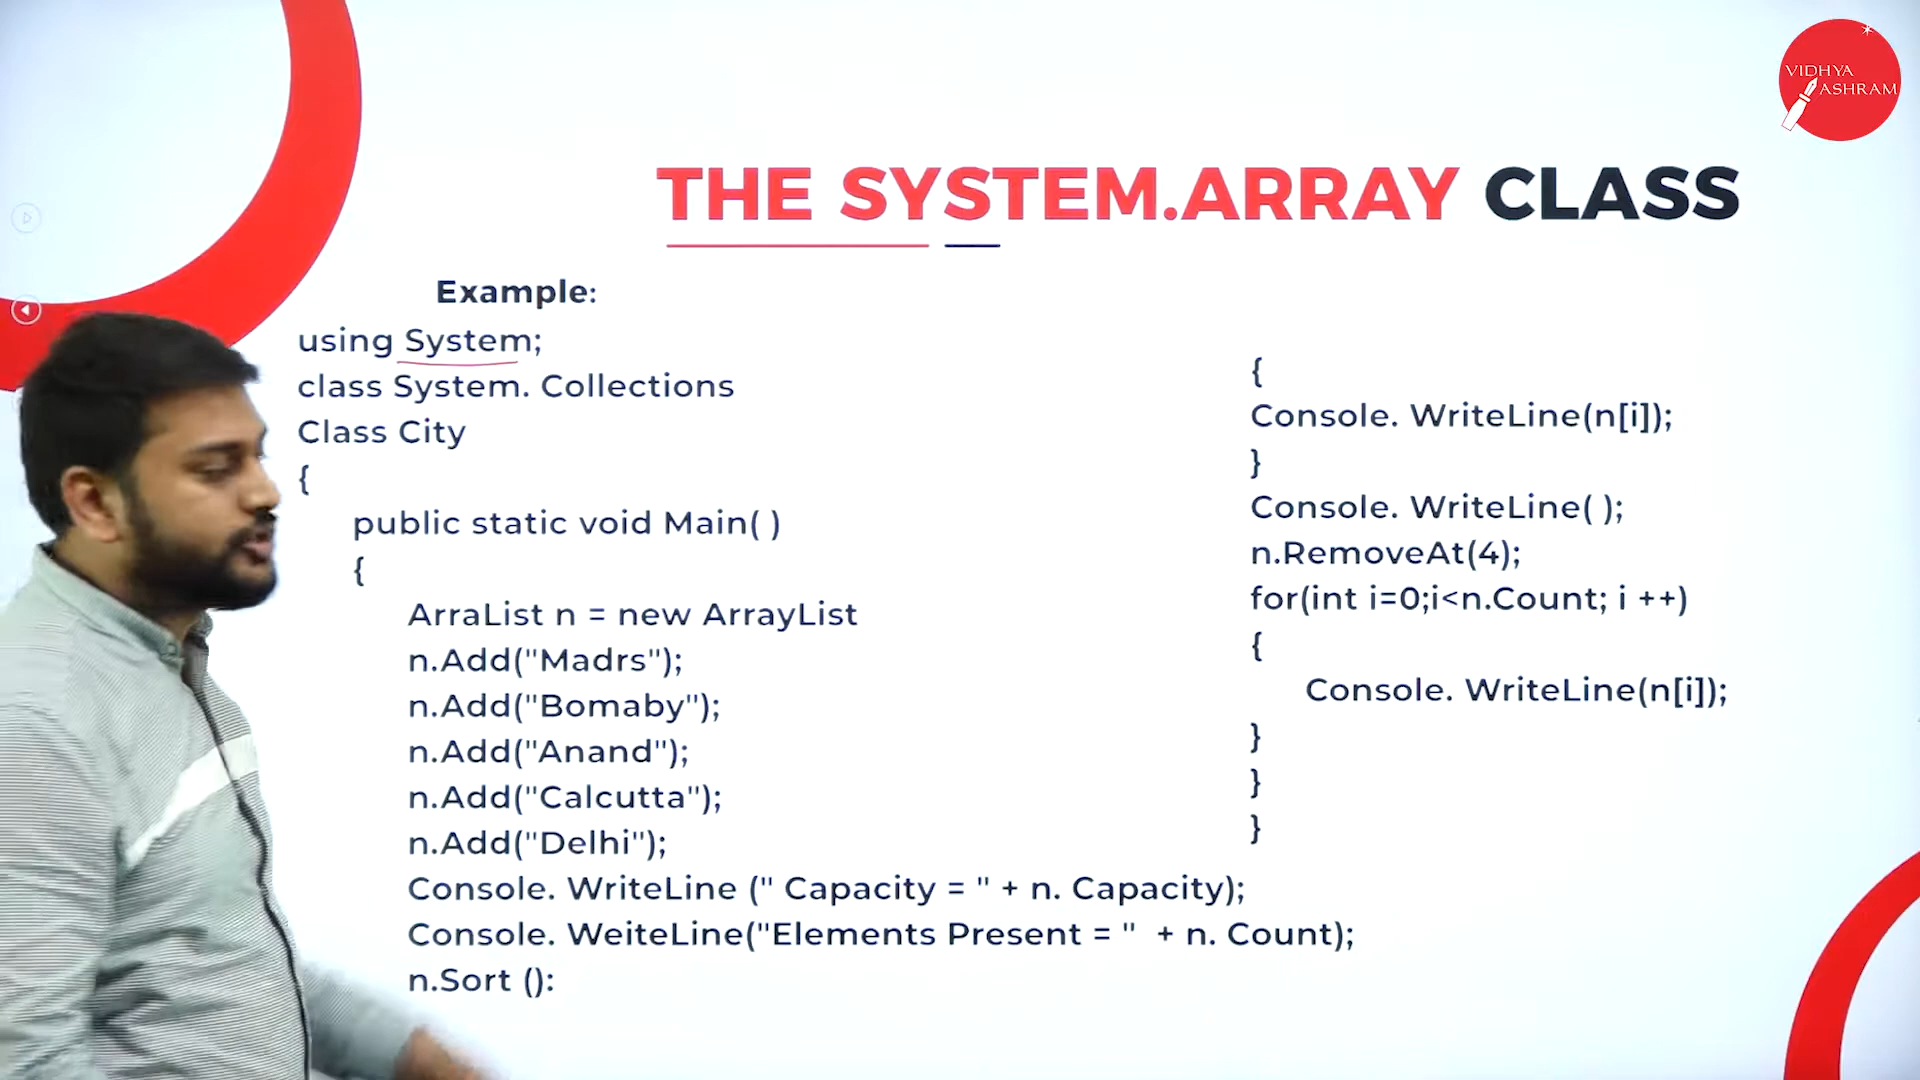 VIDHYA
ASHRAM
THE SYSTEM.ARRAY CLASS
Example:
using System;
class System. Collections
Class City
{
public static void Main( )
{
ArraList n = new ArrayList
n.Add("Madrs");
n.Add("Bomaby");
n.Add("Anand");
n.Add("Calcutta");
n.Add("Delhi");
Console. WriteLine (" Capacity = " + n. Capacity);
Console. WeiteLine("Elements Present = " + n. Count);
n.Sort ():
{
Console. WriteLine(n[i]);
}
Console. WriteLine( );
n.RemoveAt(4);
for(int i=0;i<n.Count; i ++)
{
Console. WriteLine(n[i]);
}
}
}